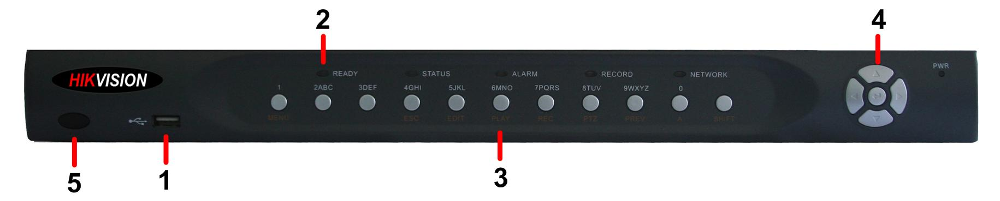 2
4
HIKVISION
READY STATUS ALARM RECORD NETWORK
PWR
1 2ABC 3DEF 4GHI 5JKL 6MNO 7PQRS 8TUV 9WXYZ 0
MENU ESC EDIT PLAY REC PTZ PREV A SHIFT
5
1
3